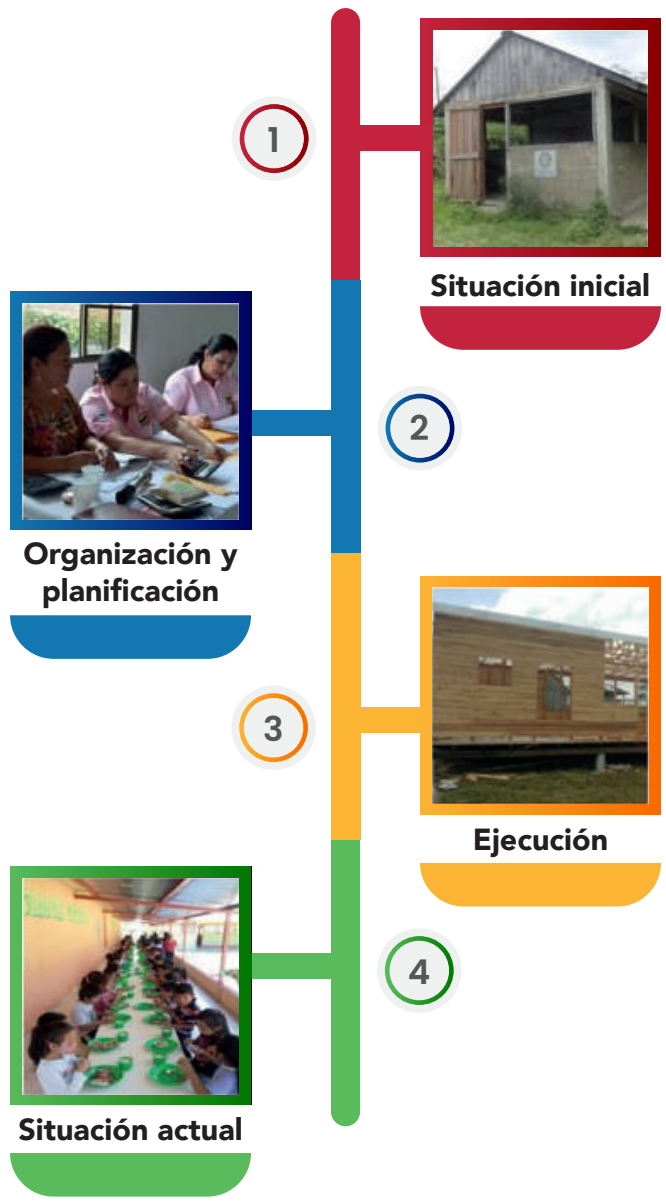 1
Situación inicial
2
Organización y
planificación
3
Ejecución
4
Situación actual